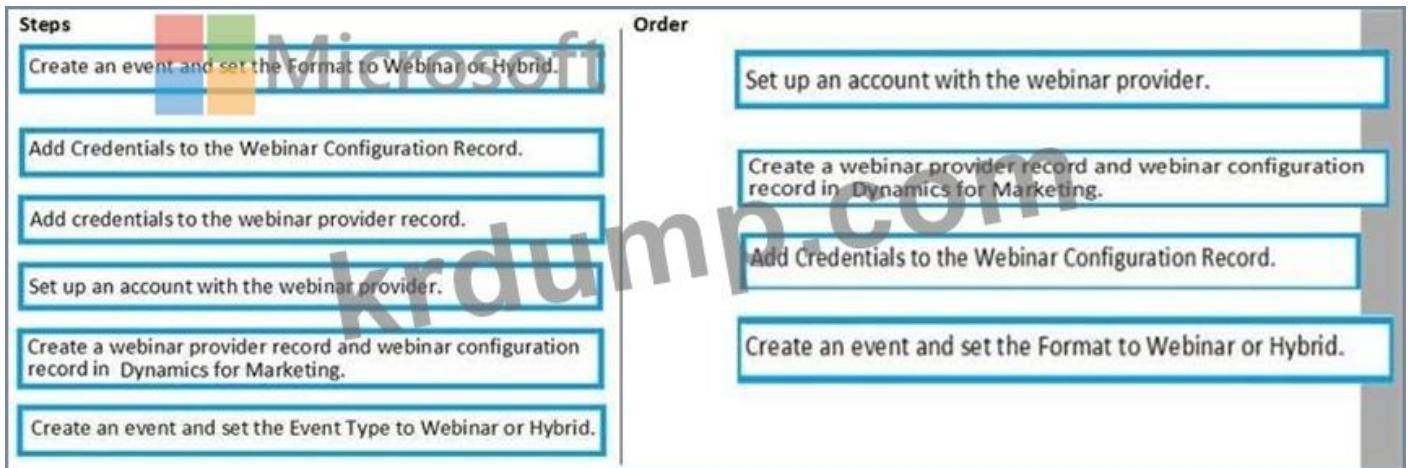 Steps
Microsoft
Create an event and set the Format to Webinar or Hybrid.
Add Credentials to the Webinar Configuration Record.
Add credentials to the webinar provider record.
Set up an account with the webinar provider.
Create a webinar provider record and webinar configuration
record in Dynamics for Marketing.
Create an event and set the Event Type to Webinar or Hybrid.
Order
Set up an account with the webinar provider.
Create a webinar provider record and webinar configuration
record in Dynamics for Marketing.
Add Credentials to the Webinar Configuration Record.
Create an event and set the Format to Webinar or Hybrid.
krdump.com